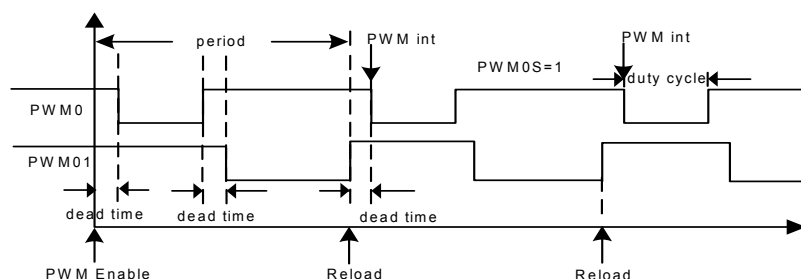 period
PWM int
PWM int
PWM0S=1
duty cycle
PWM0
PWM01
dead time
dead time
dead time
PWM Enable
Reload
Reload